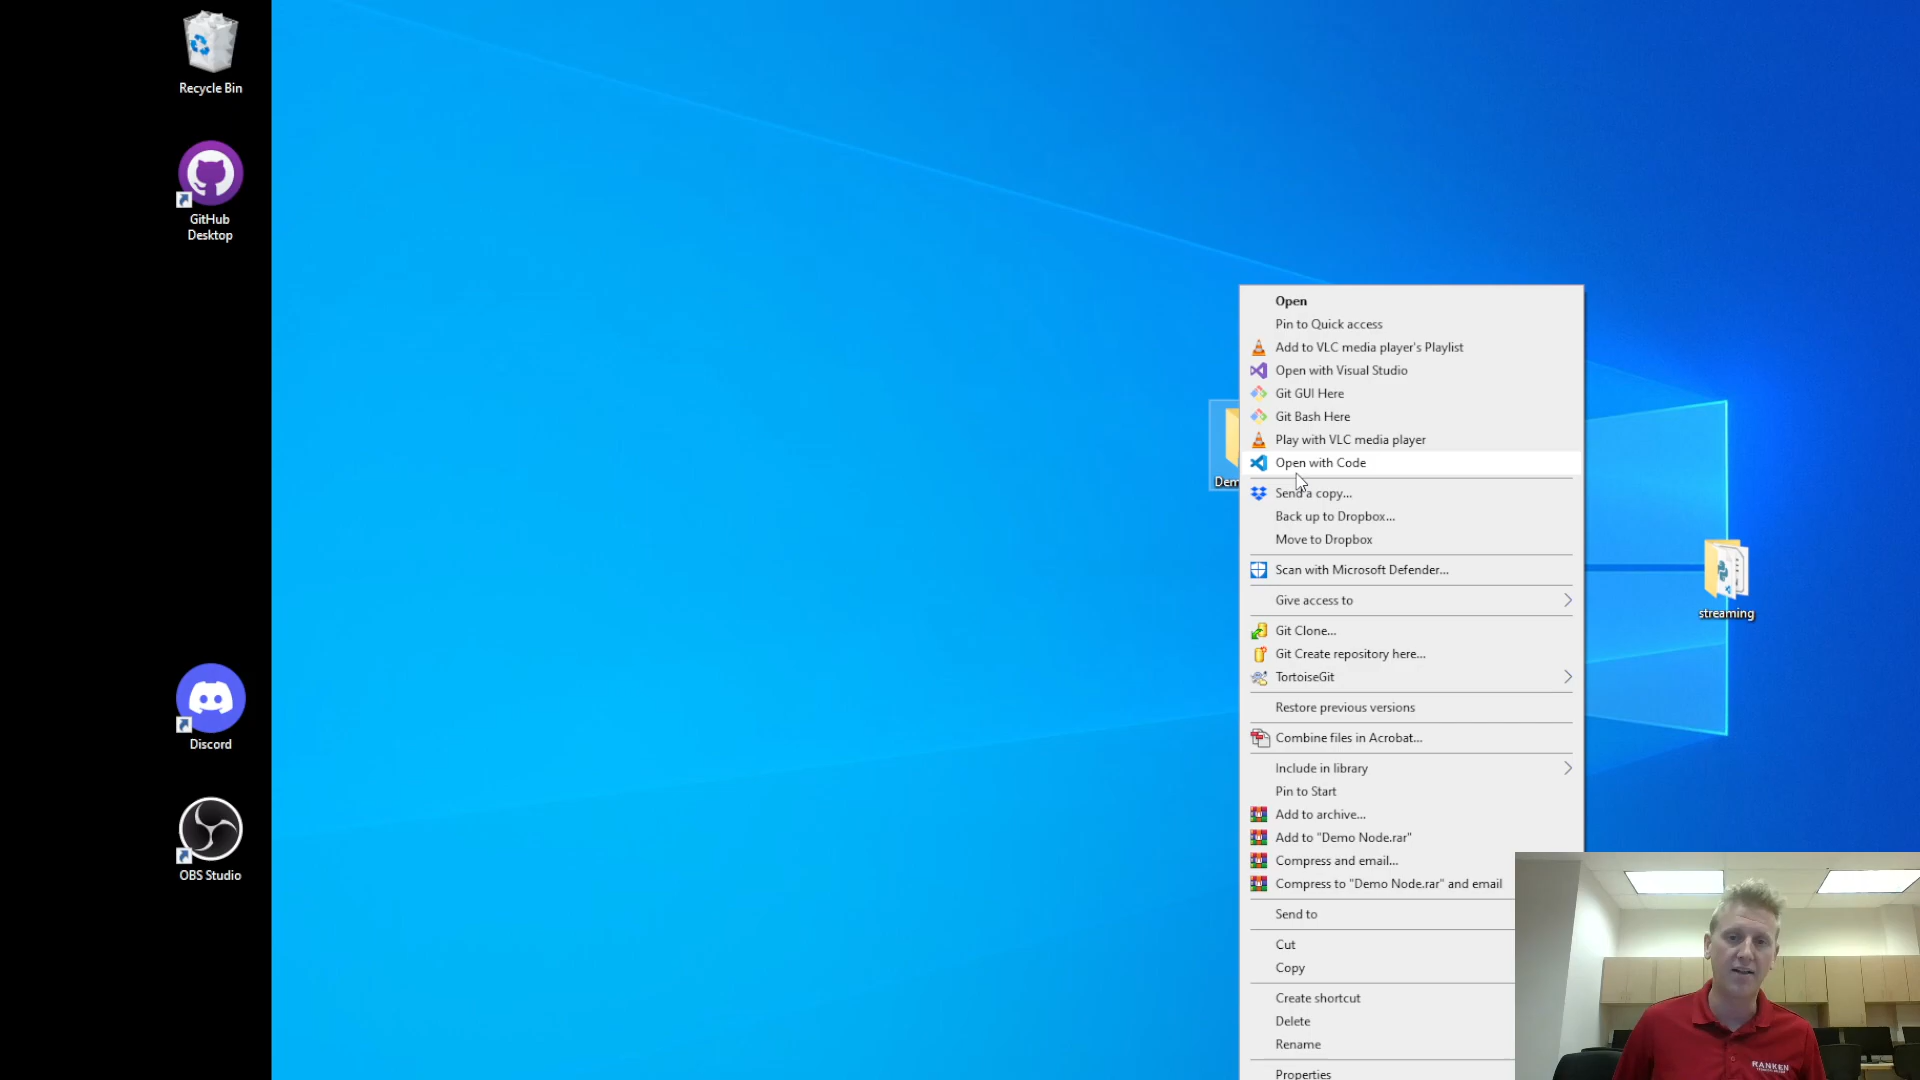 Recycle Bin
GitHub
Desktop
Discord
OBS Studio
Dem
Open
Pin to Quick access
Add to VLC media player's Playlist
Open with Visual Studio
Git GUI Here
Git Bash Here
Play with VLC media player
Open with Code
Send a copy...
Back up to Dropbox...
Move to Dropbox
Scan with Microsoft Defender...
Give access to
Git Clone...
Git Create repository here...
TortoiseGit
Restore previous versions
Combine files in Acrobat...
Include in library
Pin to Start
Add to archive...
Add to "Demo Node.rar"
Compress and email...
Compress to "Demo Node.rar" and email
Send to
Cut
Copy
Create shortcut
Delete
Rename
Properties
streaming
RANKEN